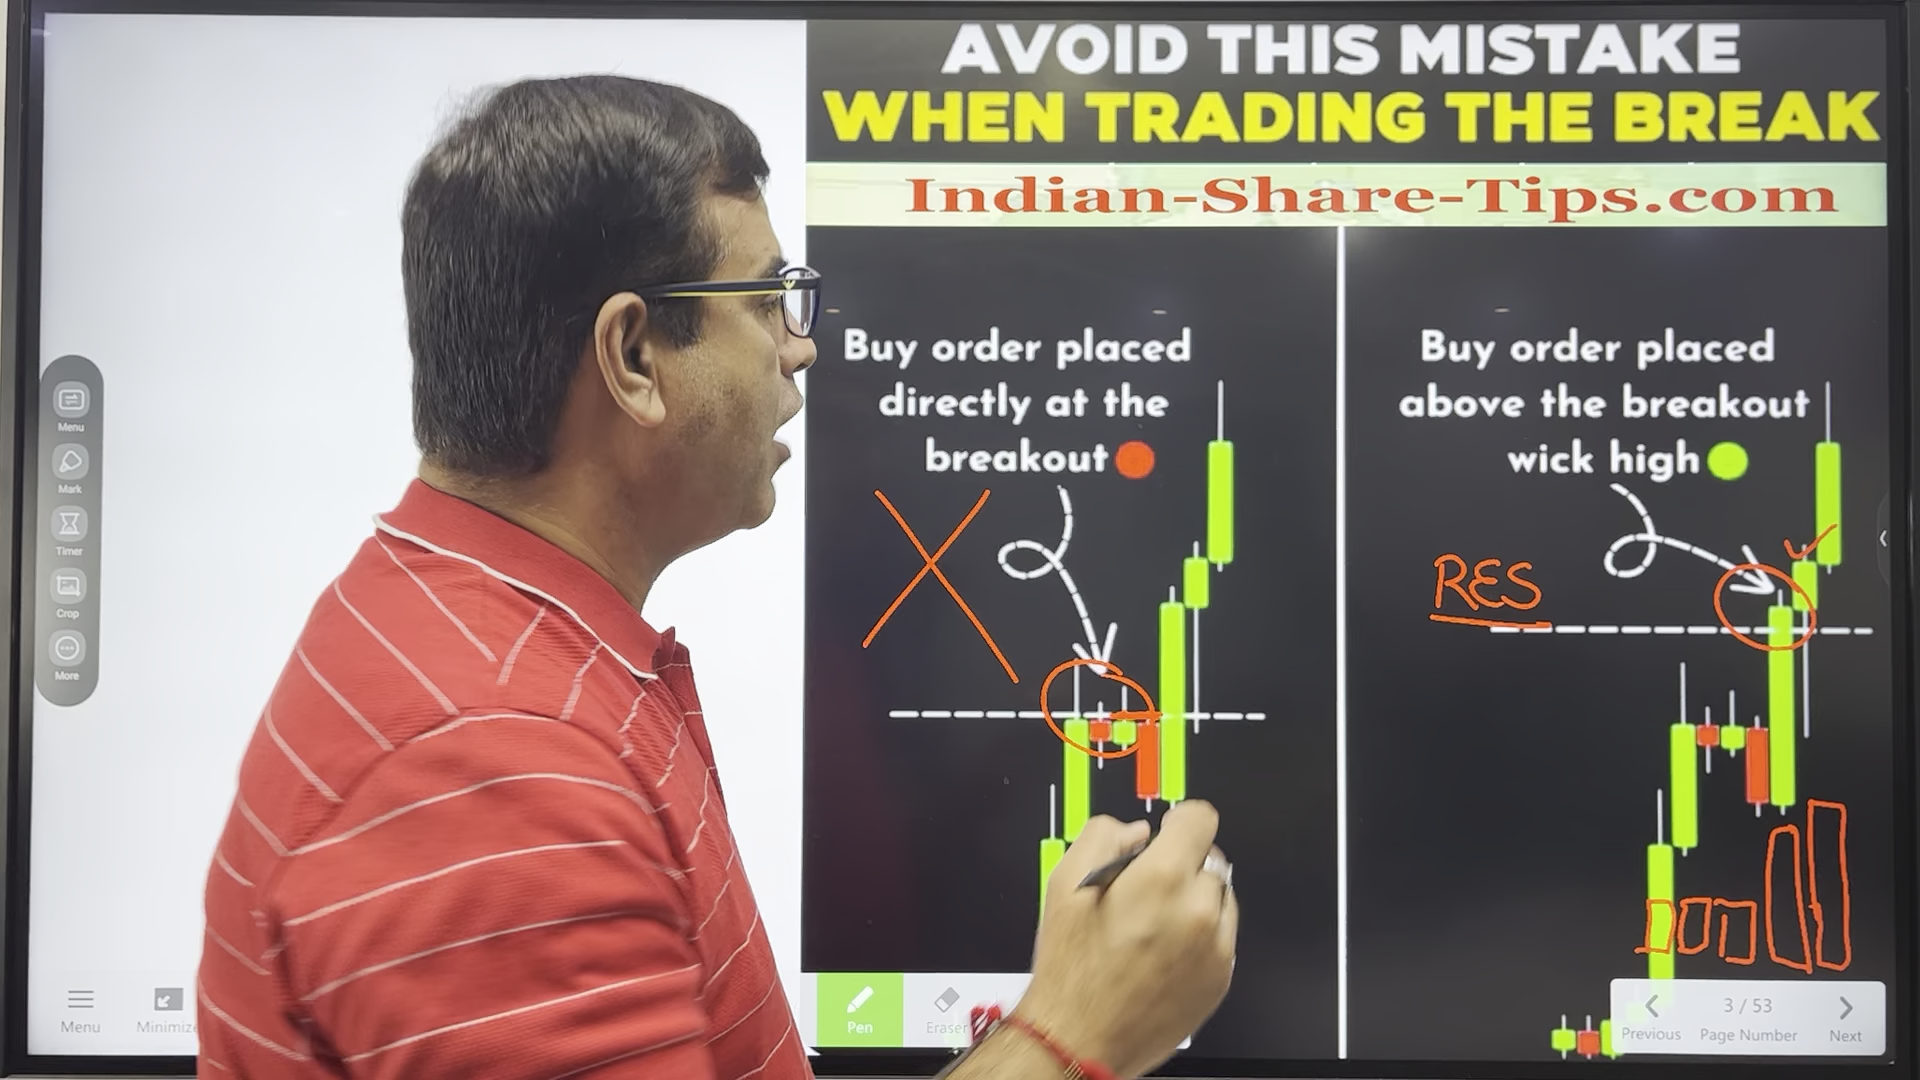 AVOID THIS MISTAKE
WHEN TRADING THE BREAK
Indian-Share-Tips.com
Buy order placed
directly at the
breakout
Buy order placed
above the breakout
wick high
RES
Menu
Mark
Timer
Crop
More
Menu
Minimize
Pen
Eraser
3 / 53
Previous
Page Number
Next